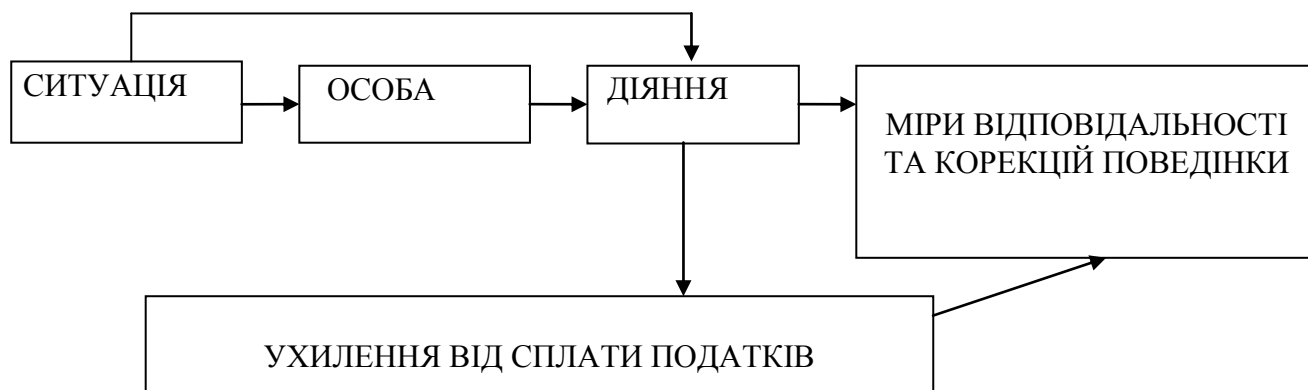 СИТУАЦІЯ
ОСОБА
ДІЯННЯ
МІРИ ВІДПОВІДАЛЬНОСТІ
ТА КОРЕКЦІЙ ПОВЕДІНКИ
УХИЛЕННЯ ВІД СПЛАТИ ПОДАТКІВ